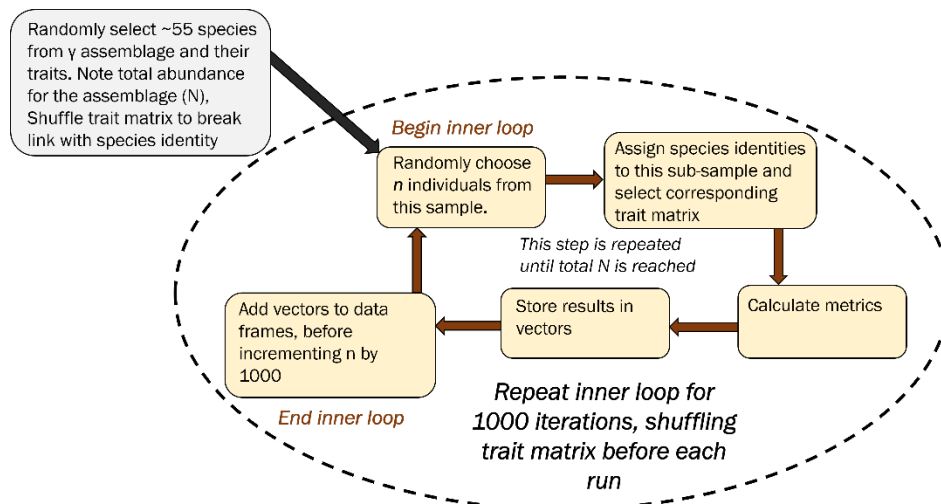 Randomly select ~55 species
from γ assemblage and their
traits. Note total abundance
for the assemblage (N),
Shuffle trait matrix to break
link with species identity
Begin inner loop
Randomly choose
n individuals from
this sample.
Assign species identities
to this sub-sample and
select corresponding
trait matrix
This step is repeated
until total N is reached
Add vectors to data
frames, before
incrementing n by
1000
Store results in
vectors
Calculate metrics
End inner loop
Repeat inner loop for
1000 iterations, shuffling
trait matrix before each
run